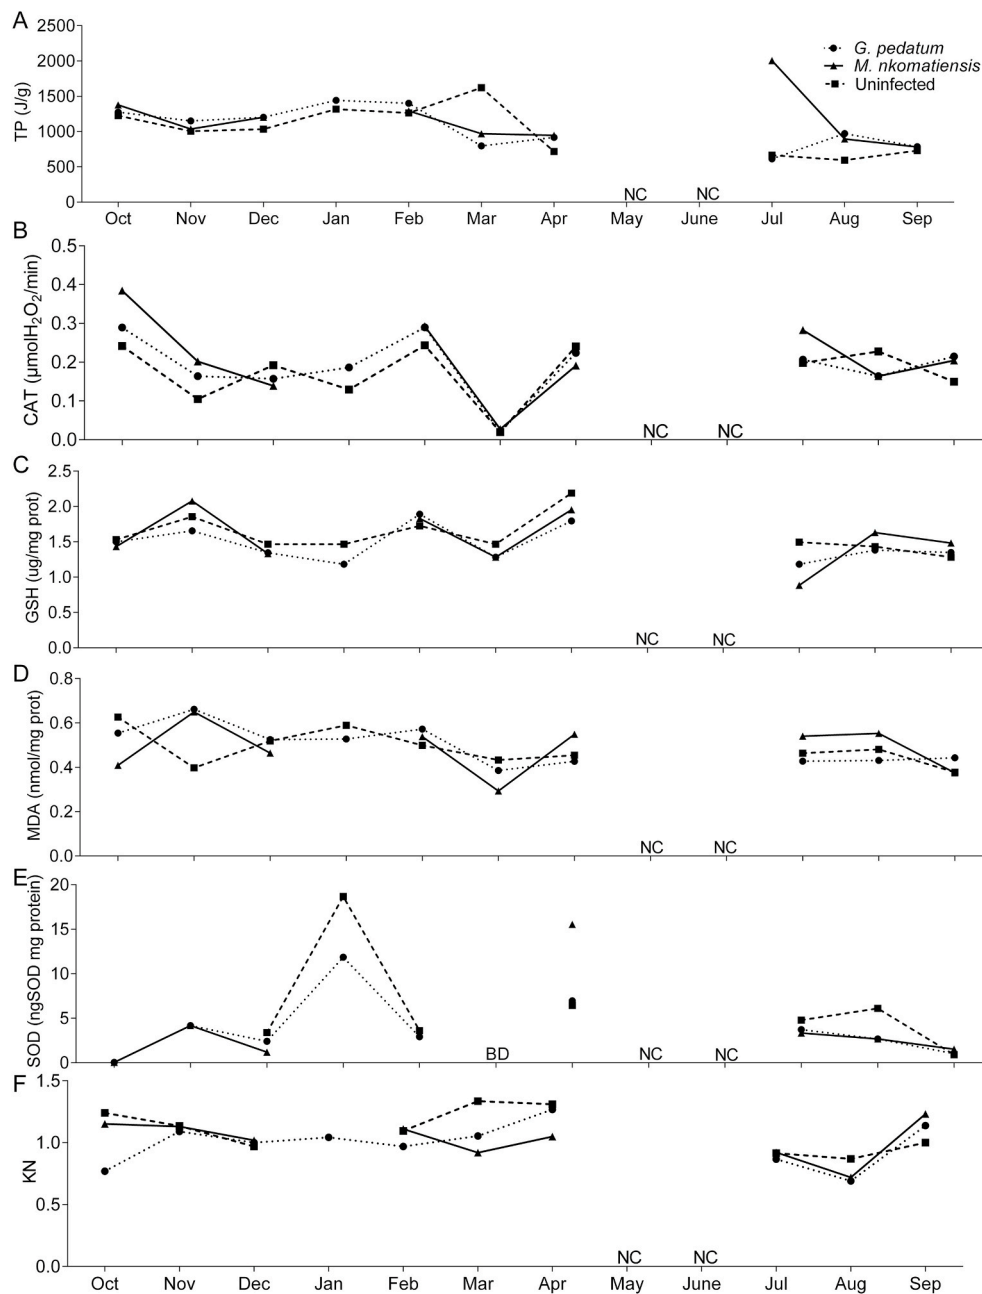 A
TP (J/g)
2500
2000
1500
1000
500
0
G. pedatum
M. nkomatiensis
Uninfected
NC NC
Oct Nov Dec Jan Feb Mar Apr May June Jul Aug Sep
B
CAT (µmolH2O2/min)
0.5
0.4
0.3
0.2
0.1
0.0
NC NC
C
GSH (ug/mg prot)
2.5
2.0
1.5
1.0
0.5
0.0
NC NC
D
MDA (nmol/mg prot)
0.8
0.6
0.4
0.2
0.0
NC NC
E
SOD (ngSOD mg protein)
20
15
10
5
0
BD NC NC
F
KN
1.5
1.0
0.5
0.0
NC NC
Oct Nov Dec Jan Feb Mar Apr May June Jul Aug Sep